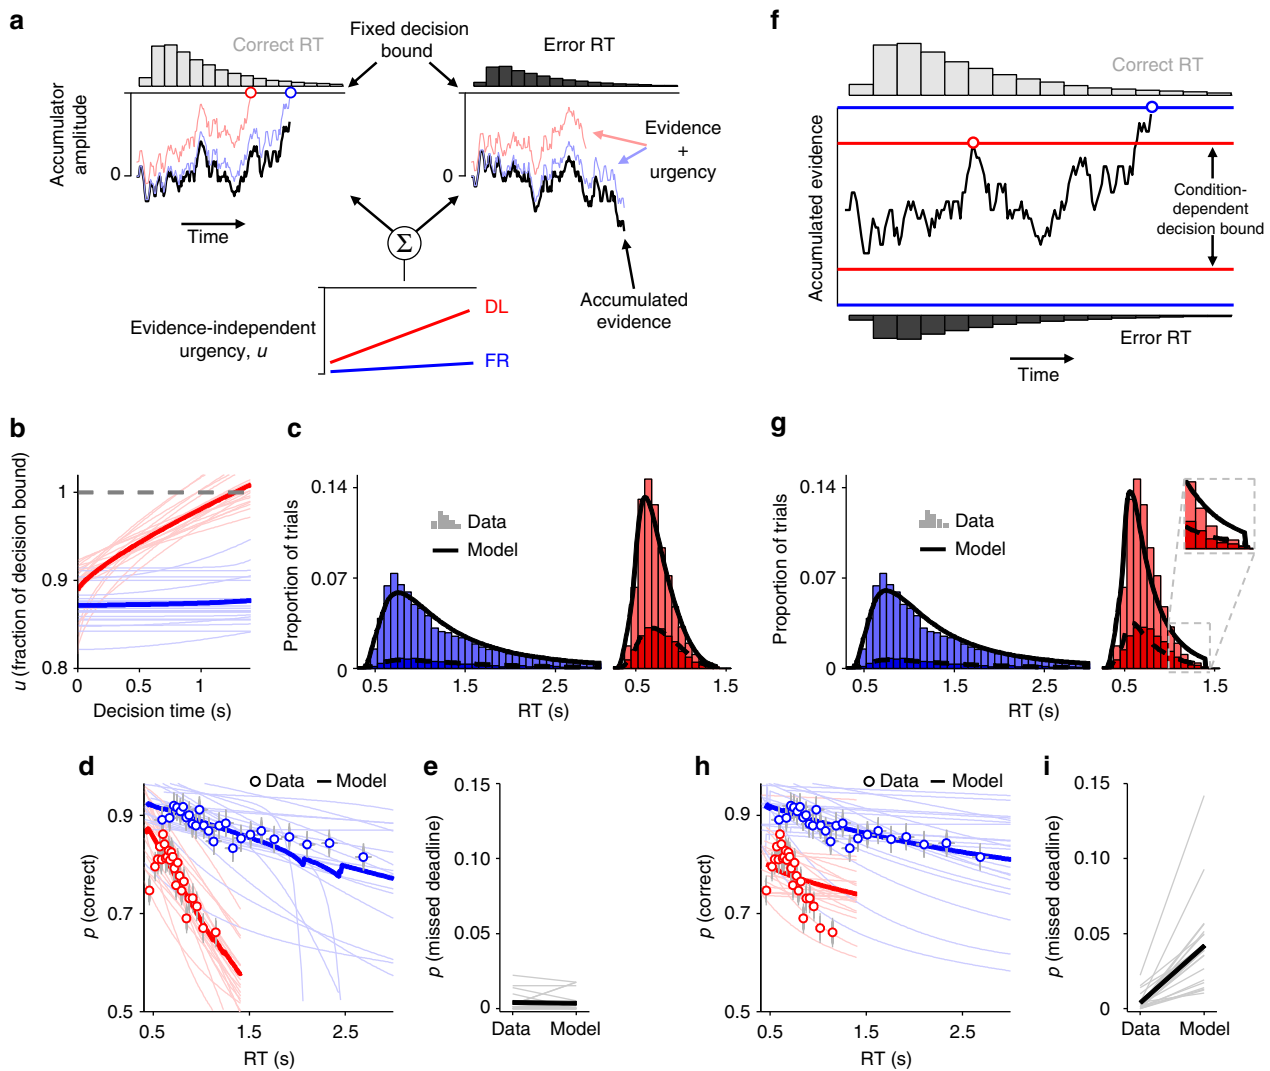 a
Correct RT
Fixed decision
bound
Error RT
Accumulator
amplitude
0
0
Evidence
+
urgency
Time
Σ
Accumulated
evidence
Evidence-independent
urgency, u
DL
FR
f
Correct RT
Accumulated evidence
Condition-
dependent
decision bound
Error RT
Time
b
u (fraction of decision bound)
1
0.9
0.8
0
0.5
1
Decision time (s)
c
Proportion of trials
0.14
0.07
0
Data
Model
0.5
1.5
2.5
0.5
1.5
RT (s)
g
Proportion of trials
0.14
0.07
0
Data
Model
0.5
1.5
2.5
0.5
1.5
RT (s)
d
Data
Model
p (correct)
0.9
0.7
0.5
0.5
1.5
2.5
RT (s)
e
p (missed deadline)
0.15
0.10
0.05
0
Data
Model
h
Data
Model
p (correct)
0.9
0.7
0.5
0.5
1.5
2.5
RT (s)
i
p (missed deadline)
0.15
0.10
0.05
0
Data
Model